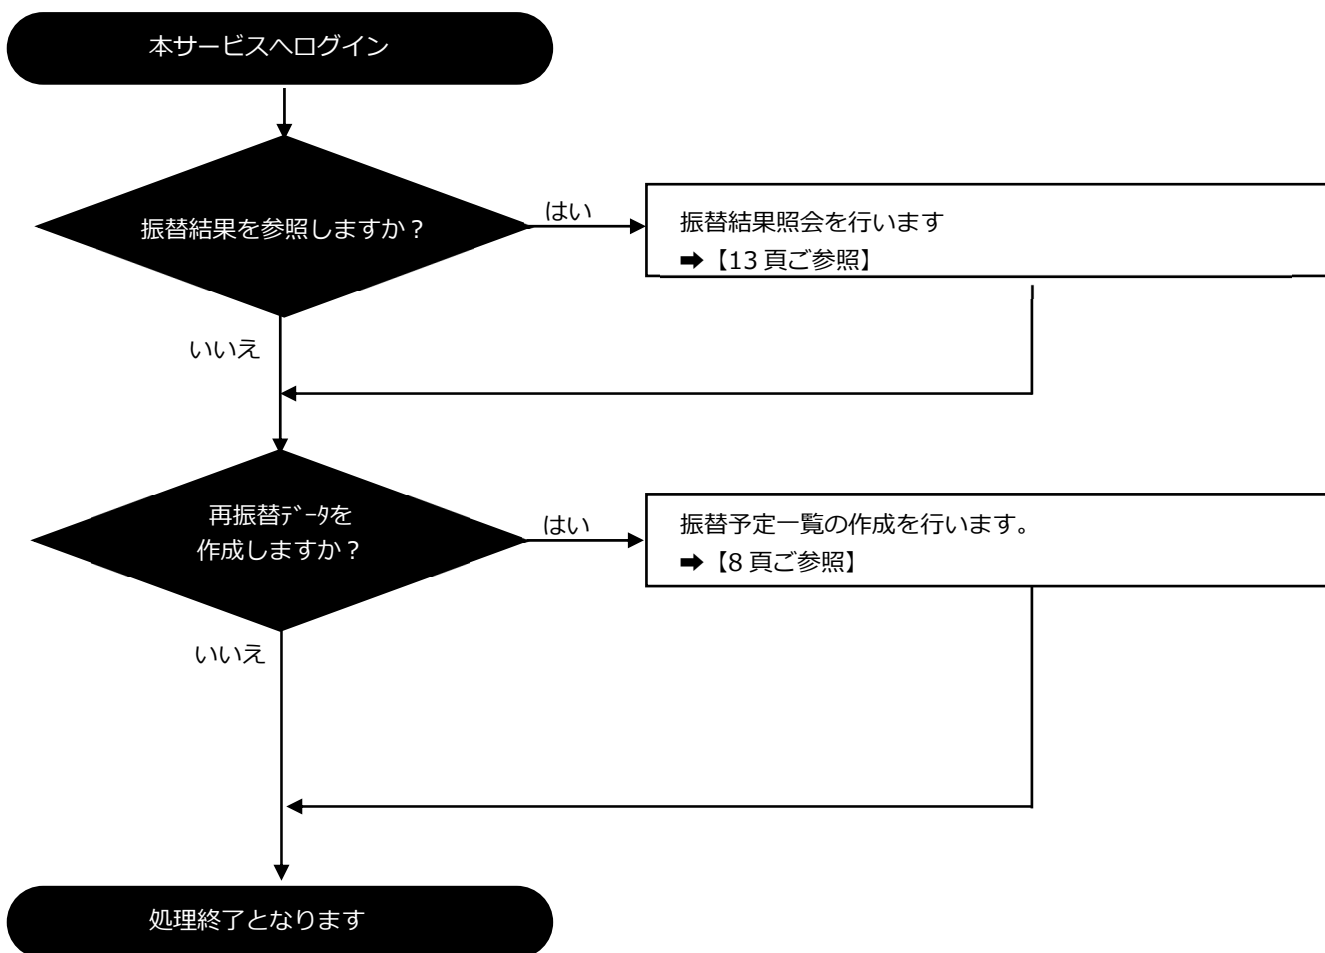 本サービスへログイン
振替結果を参照しますか？
はい
振替結果照会を行います
➡【13 頁ご参照】
いいえ
再振替ﾃﾞｰﾀを
作成しますか？
はい
振替予定一覧の作成を行います。
➡【8 頁ご参照】
いいえ
処理終了となります